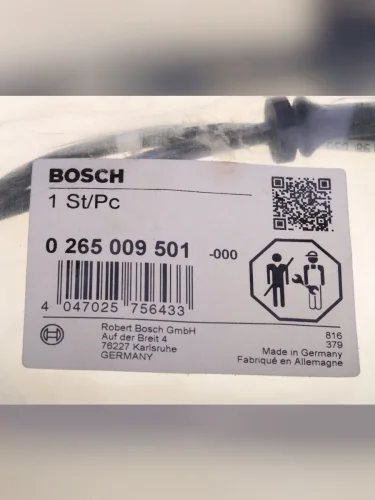 BOSCH
1 St/Pc
0 265 009 501 -000
4 047025 756433
Robert Bosch GmbH
Auf der Breit 4
76227 Karlsruhe
GERMANY
816
379
Made in Germany
Fabriqué en Allemagne